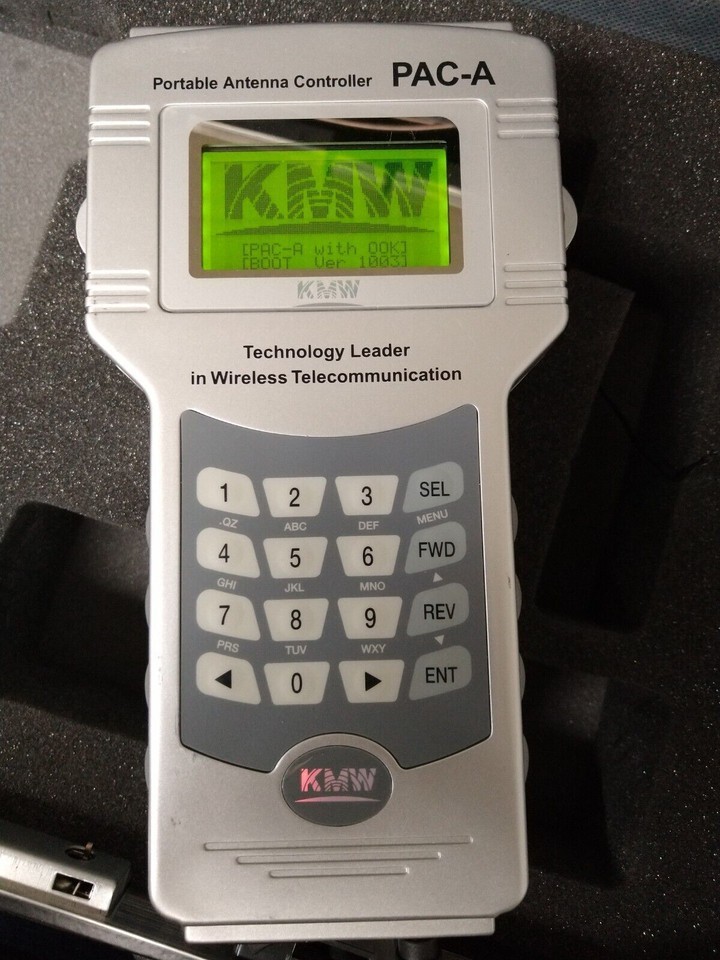 Portable Antenna Controller PAC-A
KMW
[PAC-A with OOK]
[BOOT Ver 1003]
KMW
Technology Leader
in Wireless Telecommunication
1 2 3 SEL
.QZ ABC DEF MENU
4 5 6 FWD
GHI JKL MNO ▲
7 8 9 REV
PRS TUV WXY ▼
◀ 0 ▶ ENT
KMW